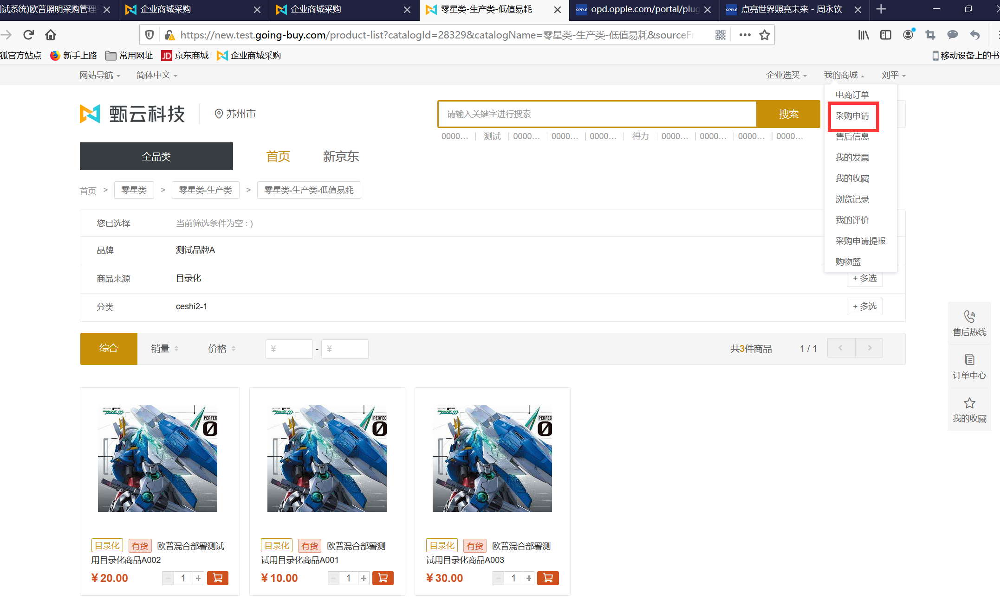 试系统)欧普照明采购管理
企业商城采购
企业商城采购
零星类-生产类-低值易耗
OPPLE opd.opple.com/portal/plug
OPPLE 点亮世界照亮未来 - 周永钦
https://new.test.going-buy.com/product-list?catalogId=28329&catalogName=零星类-生产类-低值易耗&sourceFr
狐官方站点
新手上路
常用网址
JD 京东商城
企业商城采购
移动设备上的书
网站导航
简体中文
企业选买
我的商城
刘平
甄云科技
苏州市
请输入关键字进行搜索
搜索
0000...
测试
0000...
0000...
0000...
得力
0000...
0000...
0000...
0000...
电商订单
采购申请
售后信息
我的发票
我的收藏
浏览记录
我的评价
采购申请提报
购物篮
全品类
首页
新京东
首页 > 零星类 > 零星类-生产类 > 零星类-生产类-低值易耗
您已选择 当前筛选条件为空 : )
品牌 测试品牌A
商品来源 目录化 + 多选
分类 ceshi2-1 + 多选
综合 销量 价格 ¥ - ¥ 共3件商品 1 / 1 < >
售后热线
订单中心
我的收藏
PERFEC
0
PERFEC
0
PERFEC
0
目录化 有货 欧普混合部署测试
用目录化商品A002
¥ 20.00 − 1 +
目录化 有货 欧普混合部署测
试用目录化商品A001
¥ 10.00 − 1 +
目录化 有货 欧普混合部署测
试用目录化商品A003
¥ 30.00 − 1 +